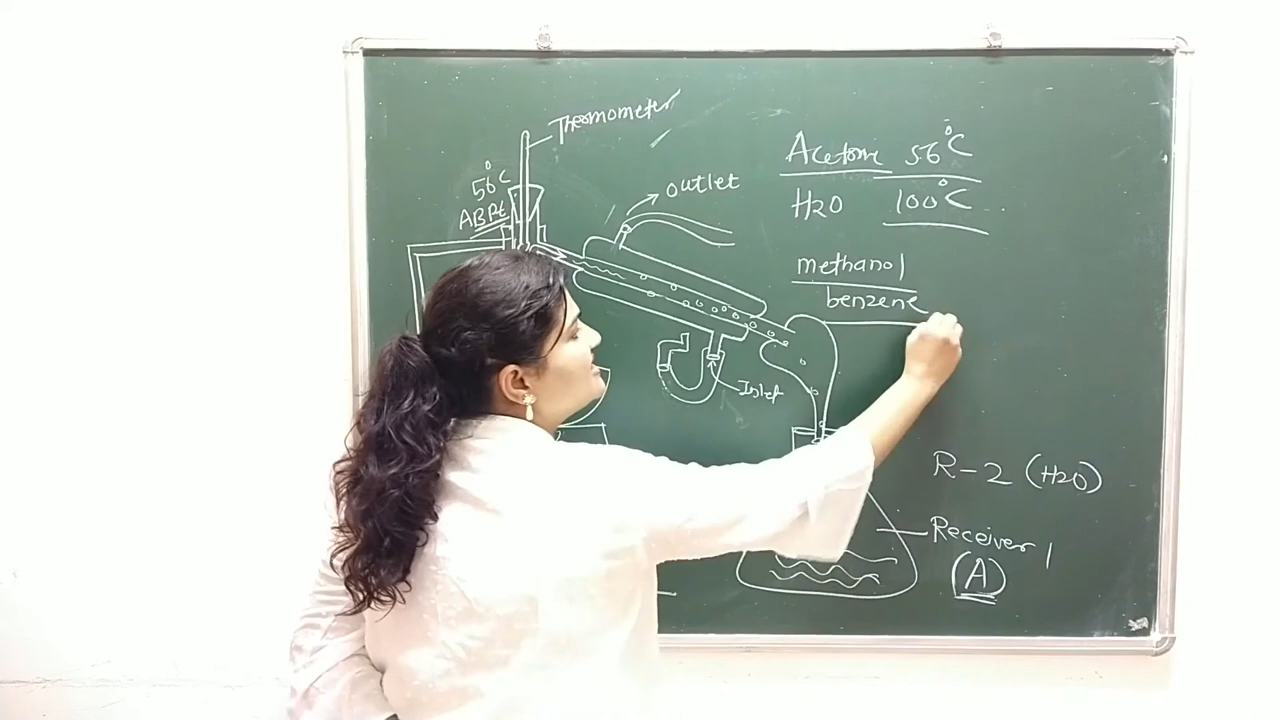 Thermometer
56°C
ABPt
outlet
Inlet
Acetone 56°C
H2O 100°C
methanol
benzene
R-2 (H2O)
Receiver 1
(A)